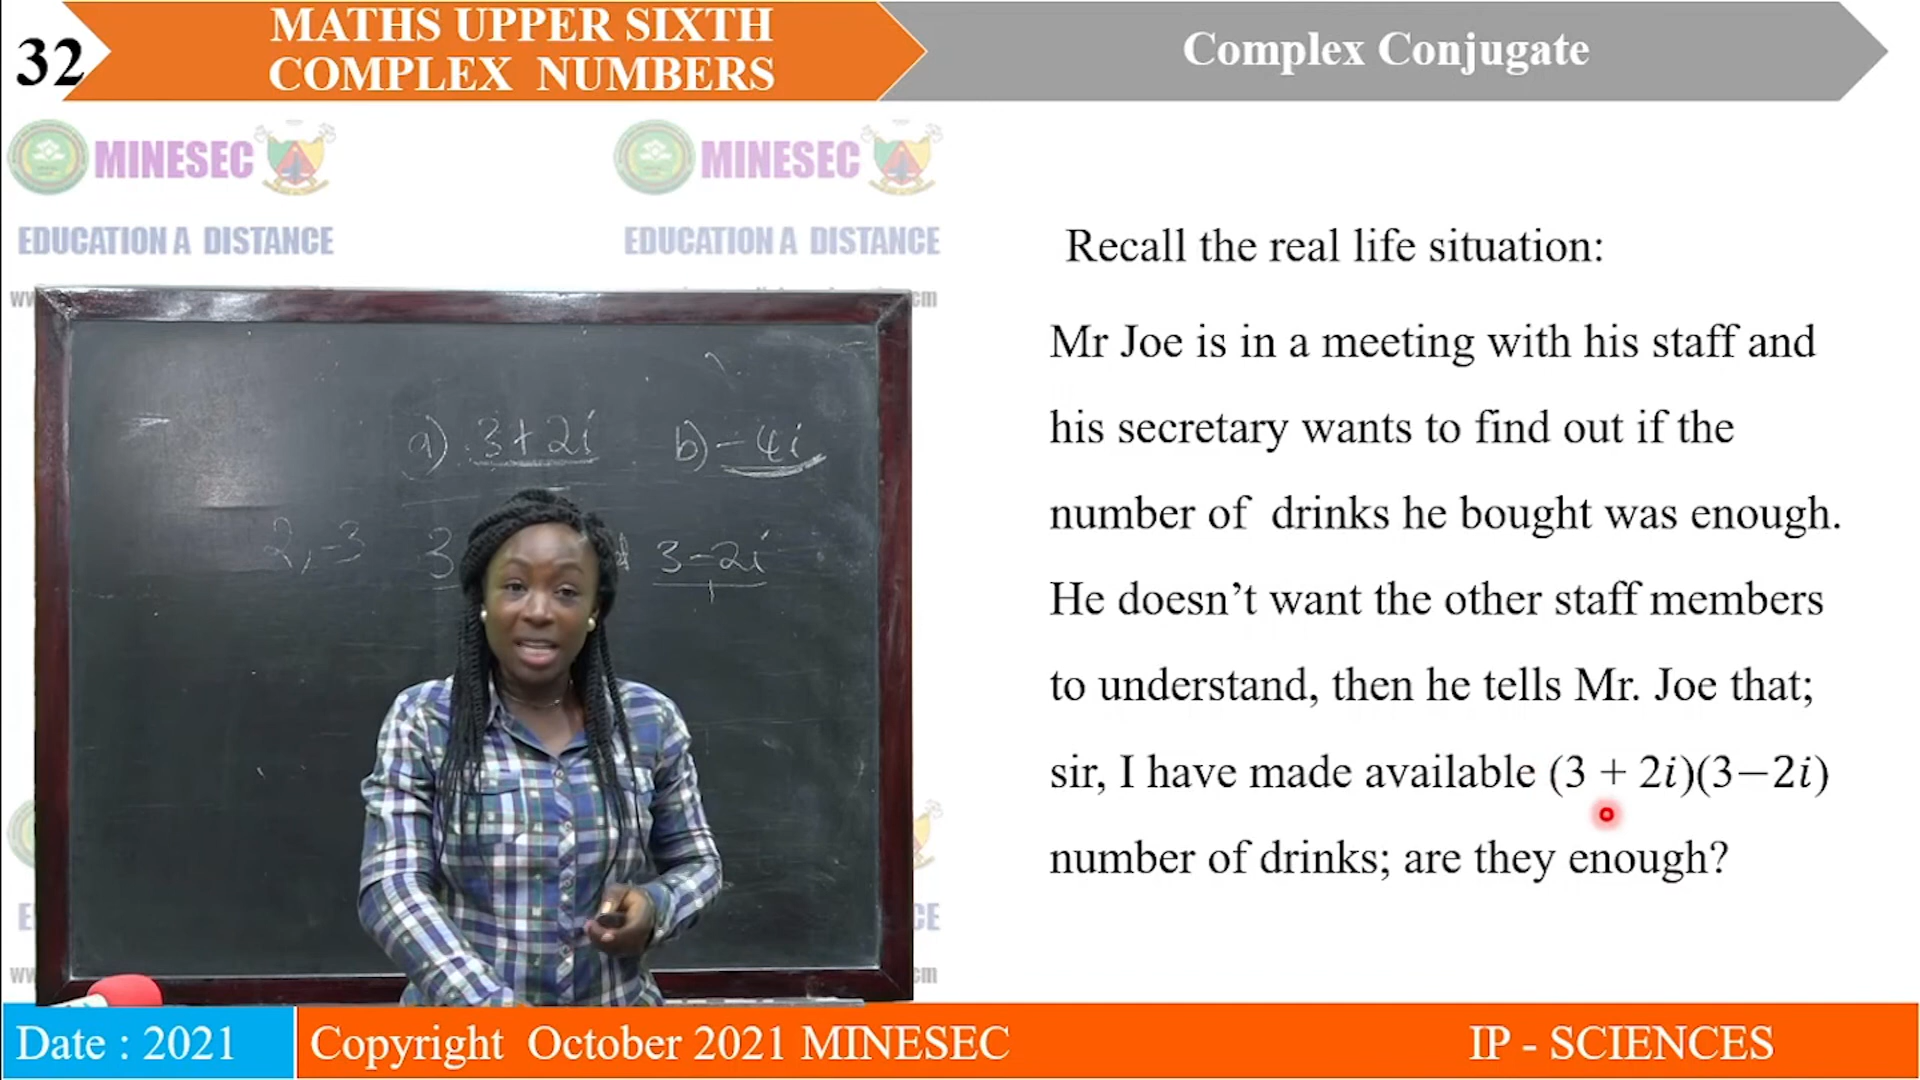 32
MATHS UPPER SIXTH
COMPLEX NUMBERS
Complex Conjugate
MINESEC
MINESEC
EDUCATION A DISTANCE
EDUCATION A DISTANCE
a) 3+2i b) -4i
2, -3 3 3-2i
Recall the real life situation:
Mr Joe is in a meeting with his staff and
his secretary wants to find out if the
number of drinks he bought was enough.
He doesn't want the other staff members
to understand, then he tells Mr. Joe that;
sir, I have made available (3 + 2i)(3−2i)
number of drinks; are they enough?
Date : 2021
Copyright October 2021 MINESEC
IP - SCIENCES